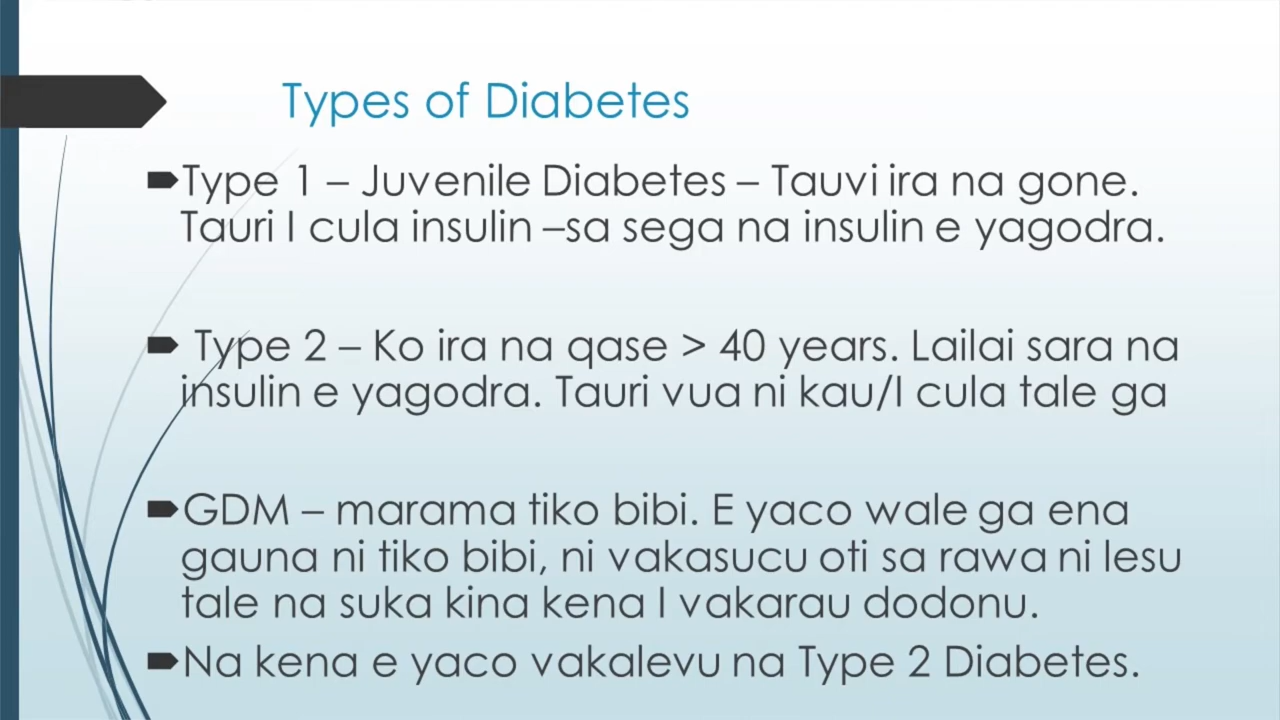 Types of Diabetes
Type 1 – Juvenile Diabetes – Tauvi ira na gone.
Tauri I cula insulin –sa sega na insulin e yagodra.
Type 2 – Ko ira na qase > 40 years. Lailai sara na
insulin e yagodra. Tauri vua ni kau/I cula tale ga
GDM – marama tiko bibi. E yaco wale ga ena
gauna ni tiko bibi, ni vakasucu oti sa rawa ni lesu
tale na suka kina kena I vakarau dodonu.
Na kena e yaco vakalevu na Type 2 Diabetes.